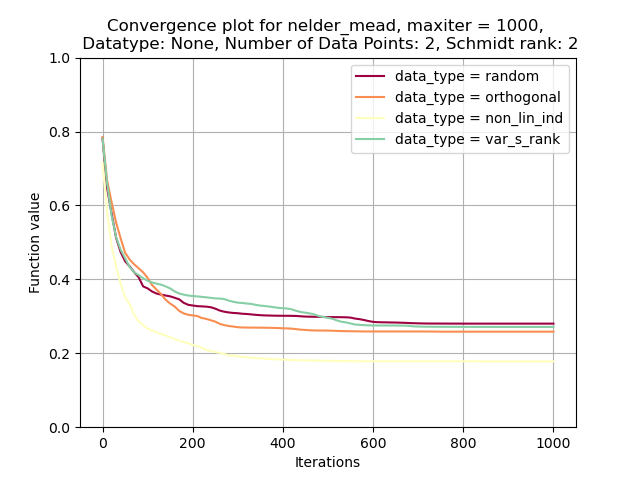 Convergence plot for nelder_mead, maxiter = 1000,
Datatype: None, Number of Data Points: 2, Schmidt rank: 2
data_type = random
data_type = orthogonal
data_type = non_lin_ind
data_type = var_s_rank
1.0
0.8
0.6
0.4
0.2
0.0
Function value
0 200 400 600 800 1000
Iterations